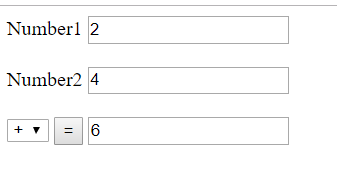 Number1 2
Number2 4
+ ▼ = 6